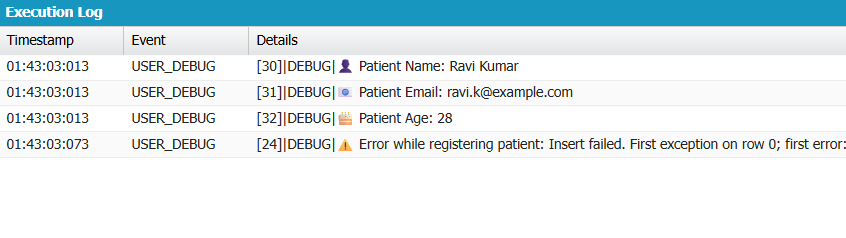 Execution Log
Timestamp Event Details
01:43:03:013 USER_DEBUG [30]|DEBUG|👤 Patient Name: Ravi Kumar
01:43:03:013 USER_DEBUG [31]|DEBUG|📧 Patient Email: ravi.k@example.com
01:43:03:013 USER_DEBUG [32]|DEBUG|🎂 Patient Age: 28
01:43:03:073 USER_DEBUG [24]|DEBUG|⚠️ Error while registering patient: Insert failed. First exception on row 0; first error: